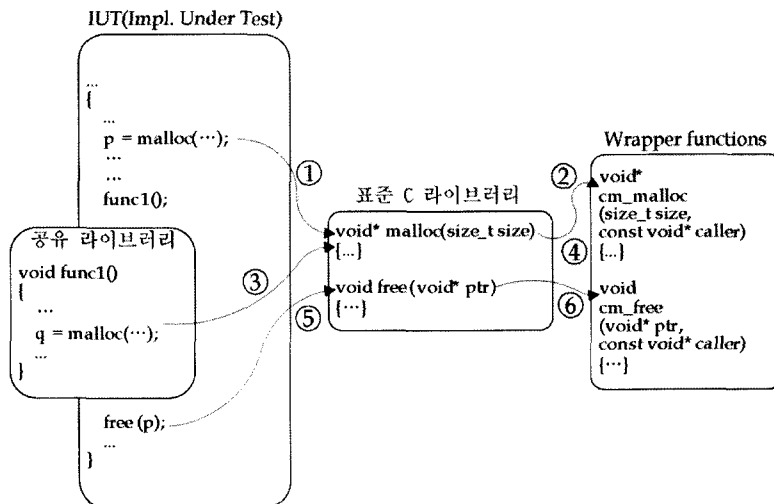 IUT(Impl. Under Test)
...
{
...
p = malloc(⋯);
...
...
func1();
공유 라이브러리
void func1()
{
...
q = malloc(⋯);
...
}
free (p);
...
}
①
③
⑤
표준 C 라이브러리
void* malloc(size_t size)
{...}
void free(void* ptr)
{⋯}
②
④
⑥
Wrapper functions
void*
cm_malloc
(size_t size,
const void* caller)
{...}
void
cm_free
(void* ptr,
const void* caller)
{⋯}